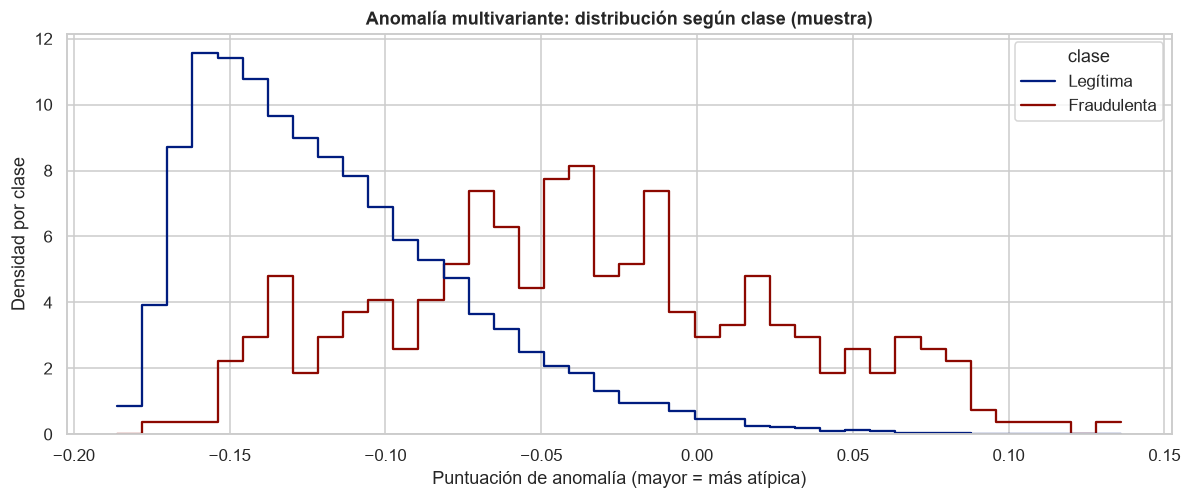 Anomalía multivariante: distribución según clase (muestra)
clase
Legítima
Fraudulenta
Densidad por clase
12
10
8
6
4
2
0
−0.20
−0.15
−0.10
−0.05
0.00
0.05
0.10
0.15
Puntuación de anomalía (mayor = más atípica)